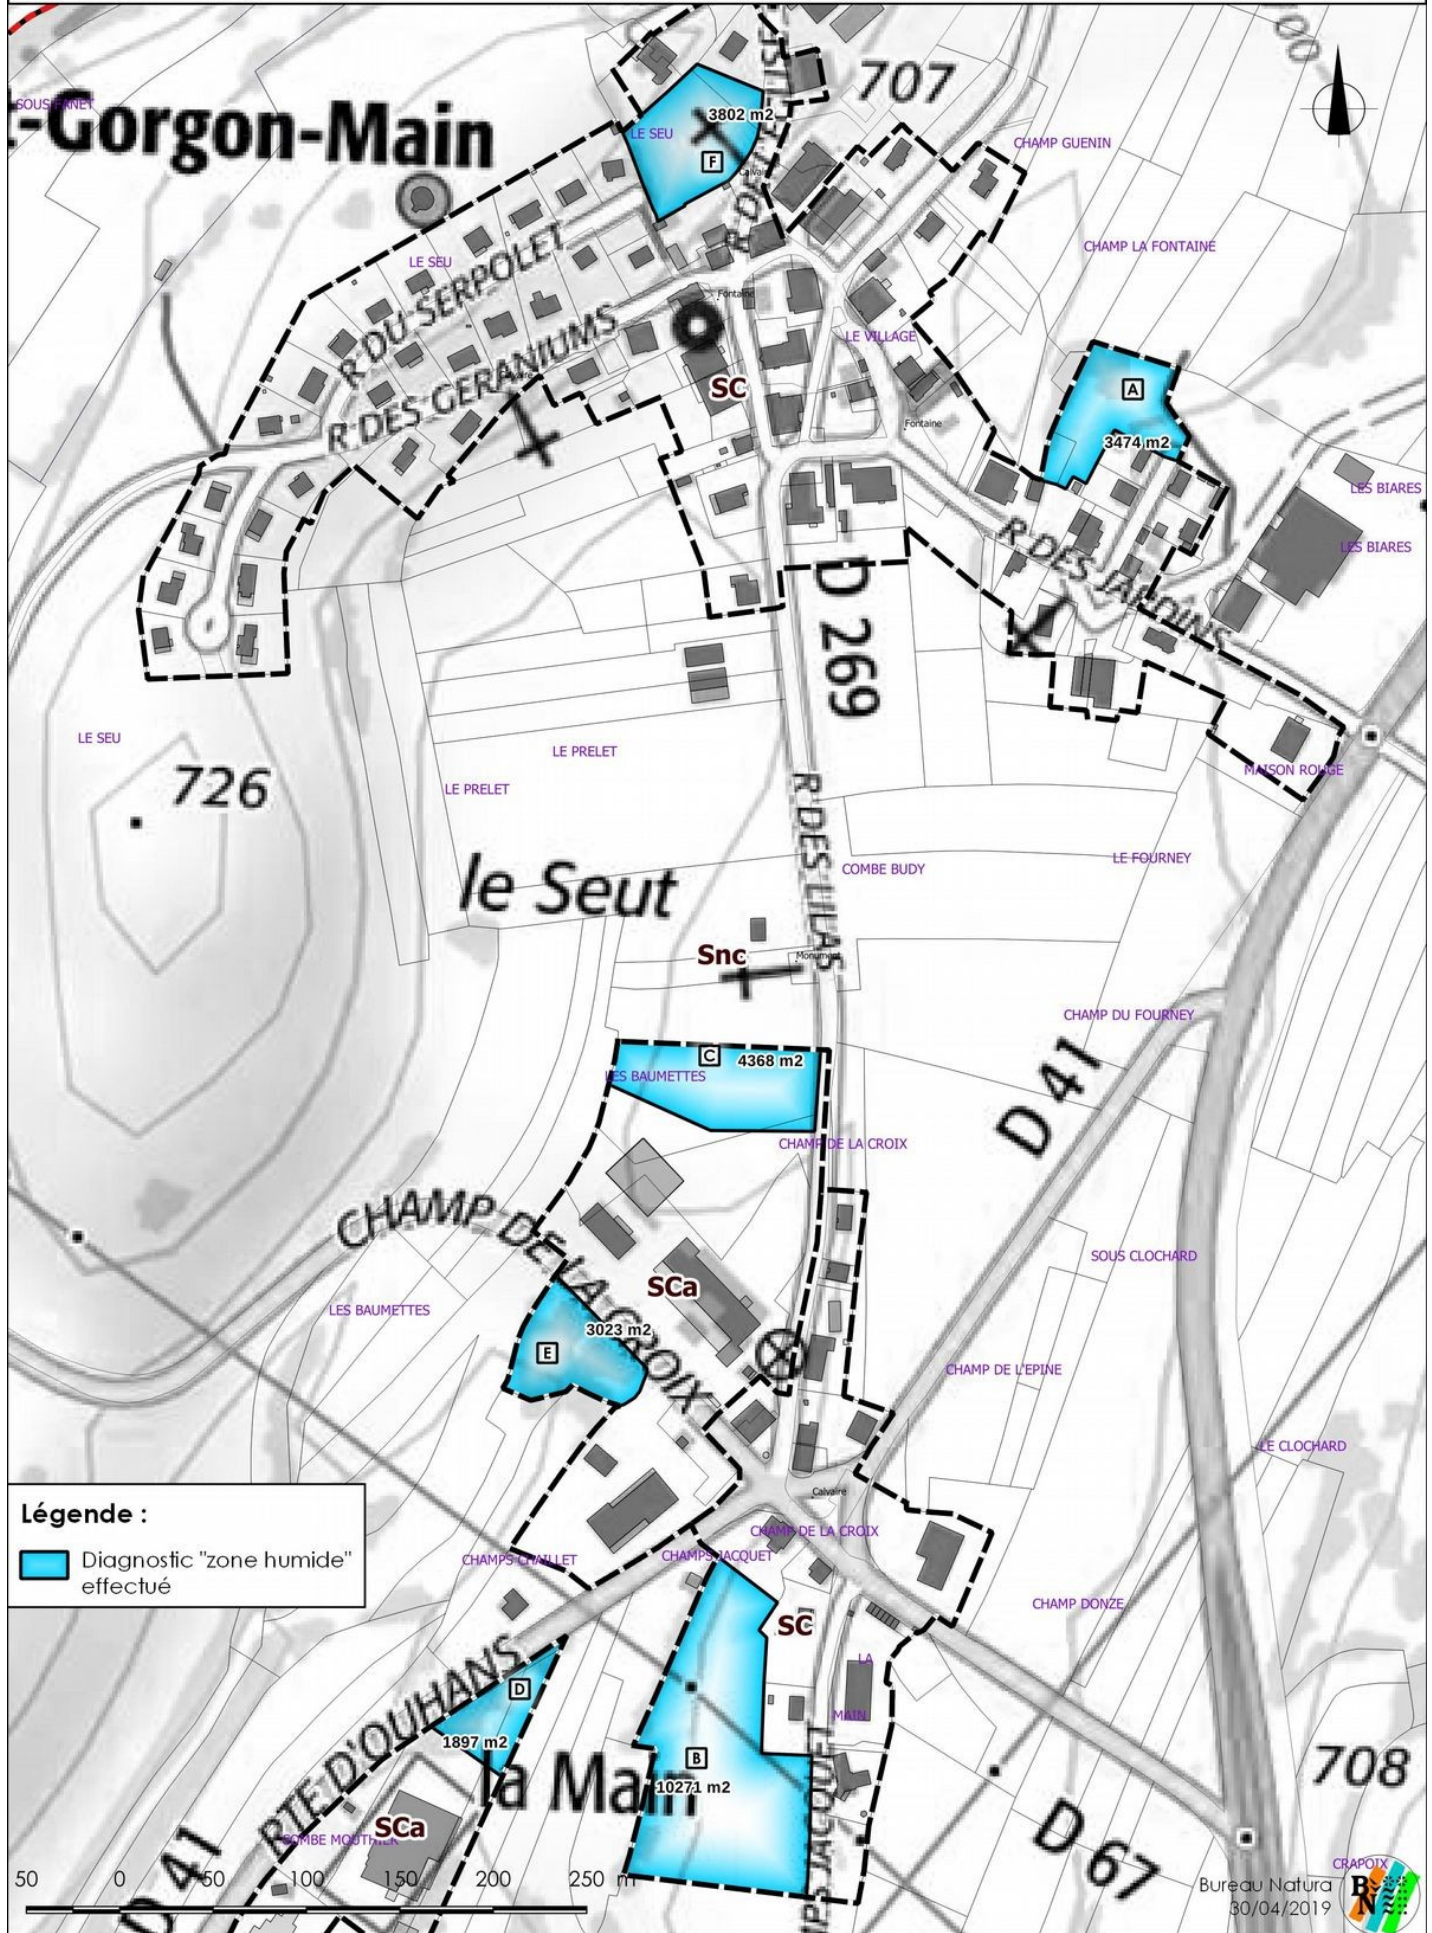 707
SOUS FANET
t-Gorgon-Main
3802 m2
LE SEU
F
Calvaire
CHAMP GUENIN
CHAMP LA FONTAINE
LE SEU
R DU SERPOLET
R DES GERANIUMS
Fontaine
LE VILLAGE
SC
A
3474 m2
Fontaine
LES BIARES
LES BIARES
R DES JARDINS
D 269
LE SEU
726
LE PRELET
LE PRELET
MAISON ROUGE
R DES LILAS
le Seut
COMBE BUDY
LE FOURNEY
Snc
Monument
CHAMP DU FOURNEY
C
4368 m2
LES BAUMETTES
D 41
CHAMP DE LA CROIX
CHAMP DE LA CROIX
SOUS CLOCHARD
SCa
LES BAUMETTES
3023 m2
E
CHAMP DE L'EPINE
LE CLOCHARD
Calvaire
Légende :
Diagnostic "zone humide"
effectué
CHAMP DE LA CROIX
CHAMPS CHAILLET
CHAMPS JACQUET
CHAMP DONZE
SC
LA
MAIN
D
1897 m2
RTE D'OUHANS
la Main
B
10271 m2
708
SCa
COMBE MOUTHIER
D 41
D 67
CRAPOIX
50 0 50 100 150 200 250 m
Bureau Natura
30/04/2019
BN